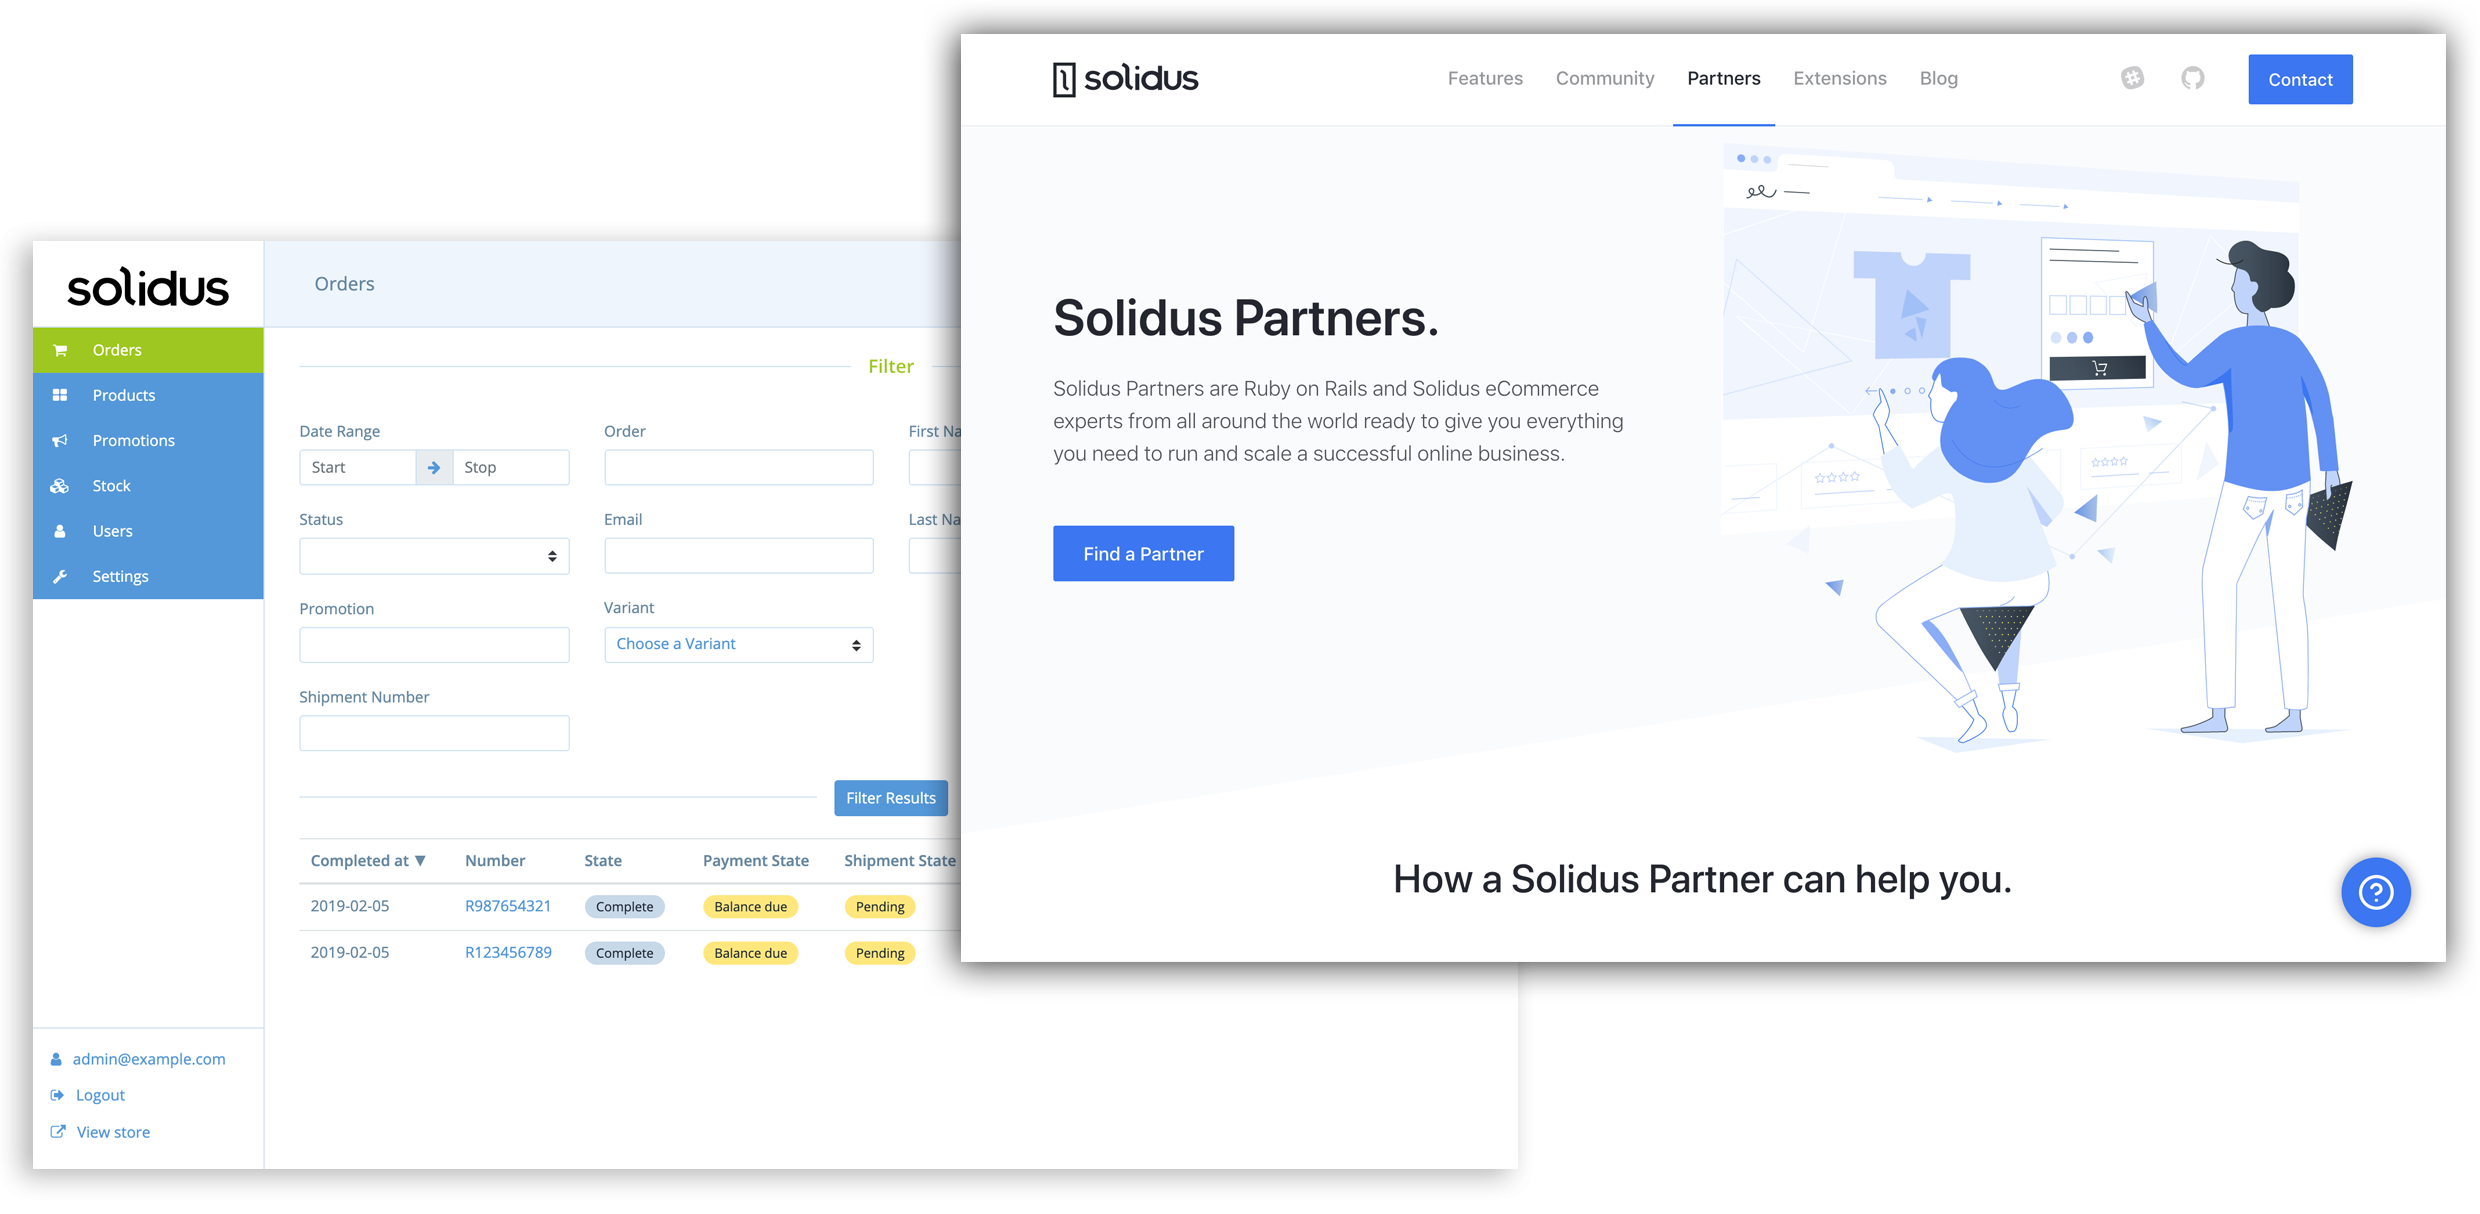 solidus
Orders
Products
Promotions
Stock
Users
Settings
admin@example.com
Logout
View store
Orders
Filter
Date Range
Start
Stop
Order
First Na
Status
Email
Last Na
Promotion
Variant
Choose a Variant
Shipment Number
Filter Results
Completed at ▼ Number State Payment State Shipment State
2019-02-05 R987654321 Complete Balance due Pending
2019-02-05 R123456789 Complete Balance due Pending
solidus
Features Community Partners Extensions Blog
Contact
Solidus Partners.
Solidus Partners are Ruby on Rails and Solidus eCommerce
experts from all around the world ready to give you everything
you need to run and scale a successful online business.
Find a Partner
How a Solidus Partner can help you.